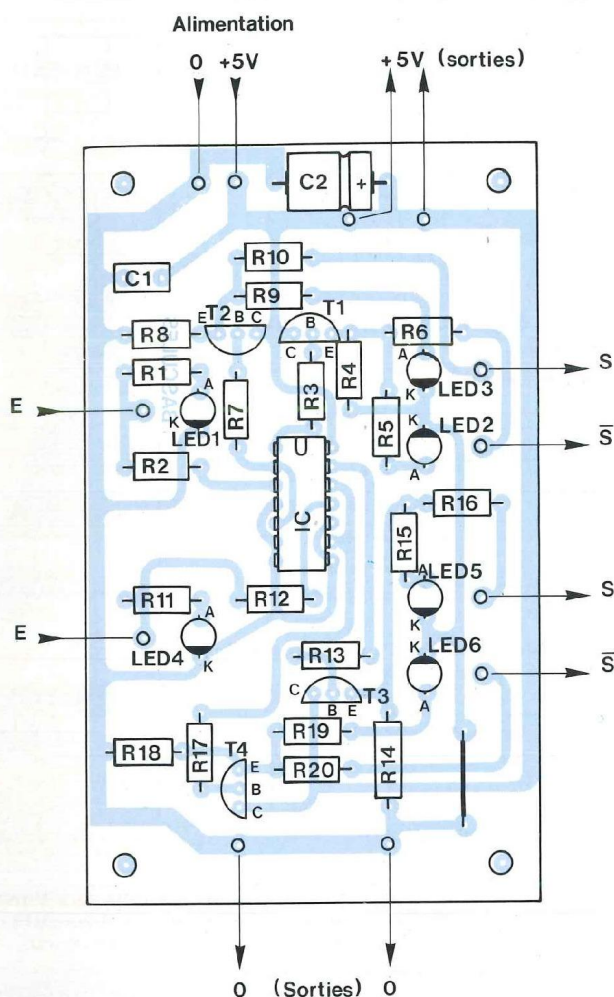 Alimentation
0 +5V
+5V (sorties)
C2 +
C1
R10
R9
T2
E B C
T1
B
C E
R8
R6
R1
R3
R4
A
LED3
S
E
A
K
LED1
R7
K
K
LED2
S̅
R5
A
R2
U
IC
R16
R15
R11
A
R12
A
LED5
S
E
LED4
K
K
LED6
K
S̅
R13
C
B E
T3
A
R19
R18
R17
T4
E
B
C
R20
R14
0 (Sorties) 0